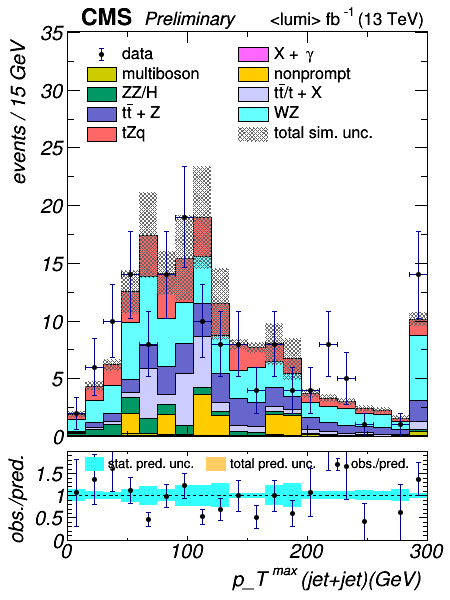 CMS Preliminary <lumi> fb⁻¹ (13 TeV)
events / 15 GeV
35
30
25
20
15
10
5
0
data
multiboson
ZZ/H
tt̄ + Z
tZq
X + γ
nonprompt
tt̄/t + X
WZ
total sim. unc.
obs./pred.
1.5
1
0.5
0
stat. pred. unc. total pred. unc. obs./pred.
0 100 200 300
p_T^max (jet+jet)(GeV)